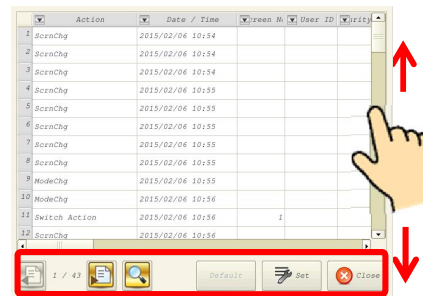 Action Date / Time creen N User ID urity
1 ScrnChg 2015/02/06 10:54
2 ScrnChg 2015/02/06 10:54
3 ScrnChg 2015/02/06 10:54
4 ScrnChg 2015/02/06 10:55
5 ScrnChg 2015/02/06 10:55
6 ScrnChg 2015/02/06 10:55
7 ScrnChg 2015/02/06 10:55
8 ScrnChg 2015/02/06 10:55
9 ModeChg 2015/02/06 10:55
10 ModeChg 2015/02/06 10:56
11 Switch Action 2015/02/06 10:56 1
12 ScrnChg 2015/02/06 10:56
1 / 43 Default Set Close